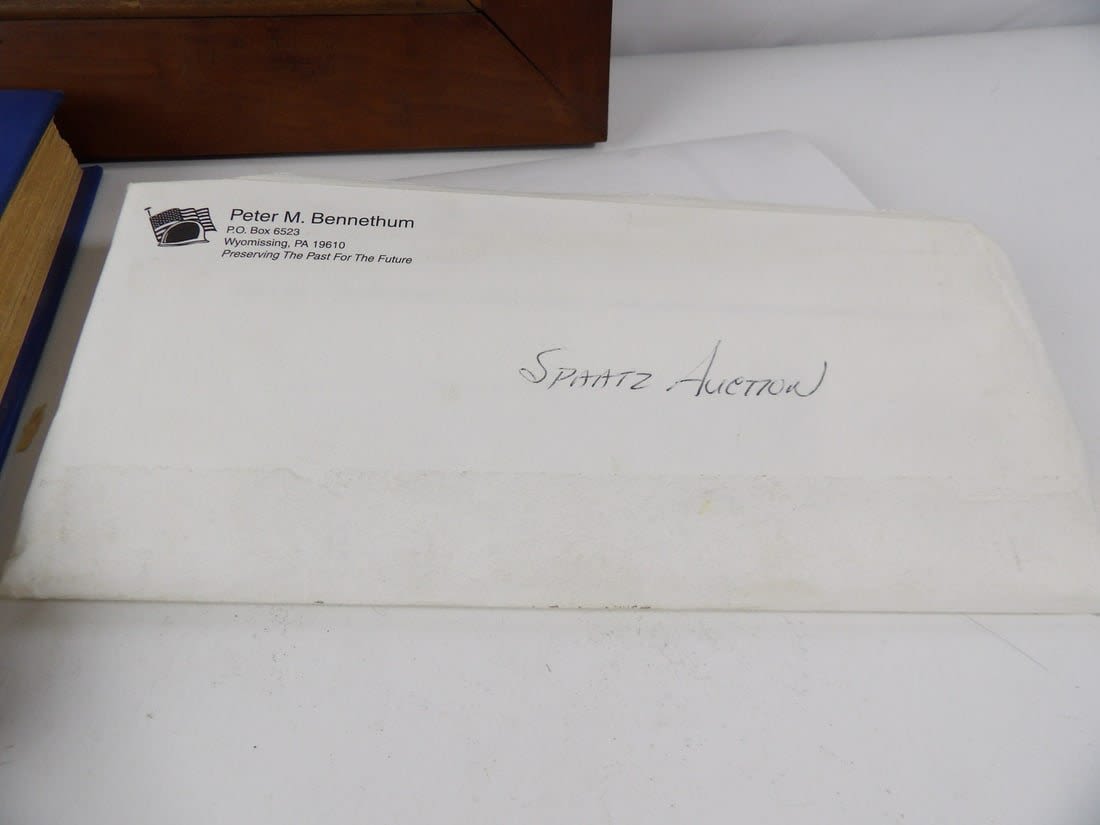 Peter M. Bennethum
P.O. Box 6523
Wyomissing, PA 19610
Preserving The Past For The Future
SPAATZ AUCTION